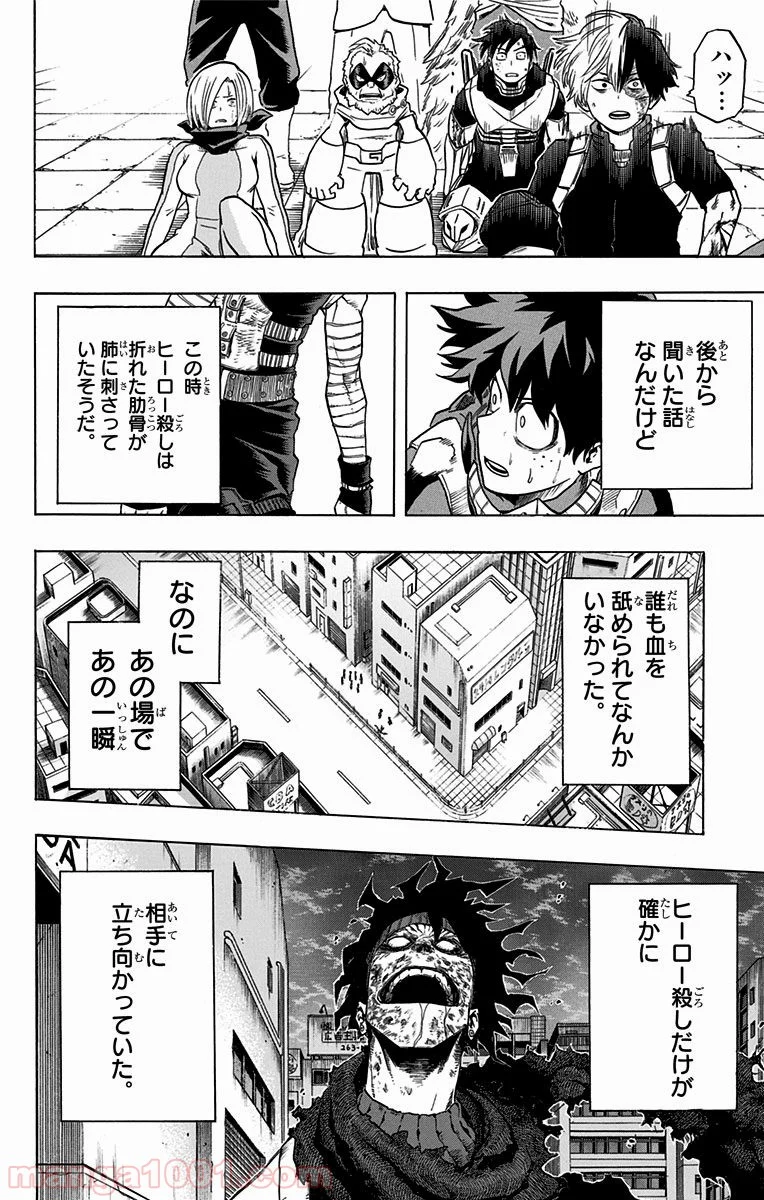 ハッ…
後から
聞いた話
なんだけど
この時
ヒーロー殺しは
折れた肋骨が
肺に刺さって
いたそうだ。
誰も血を
舐められてなんか
いなかった。
なのに
あの場で
あの一瞬
ヒーロー殺しだけが
確かに
相手に
立ち向かっていた。
263-
manga1001.com